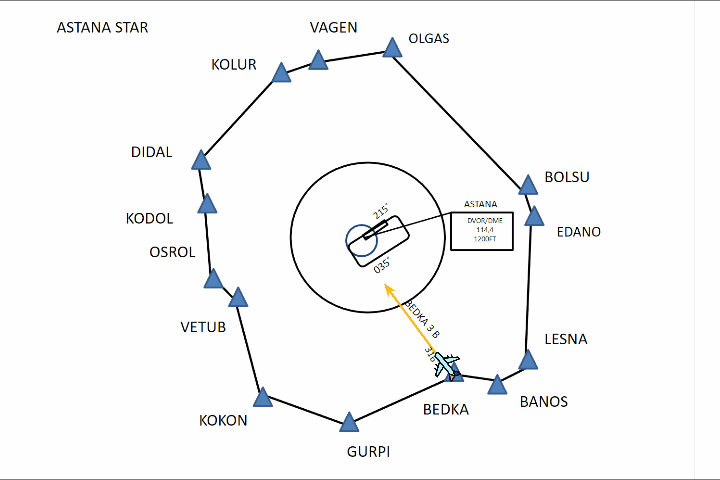 ASTANA STAR
VAGEN
OLGAS
KOLUR
DIDAL
BOLSU
KODOL
ASTANA
DVOR/DME
114,4
1200FT
215°
EDANO
OSROL
035°
BEDKA 3 B
VETUB
LESNA
BEDKA
BANOS
KOKON
GURPI